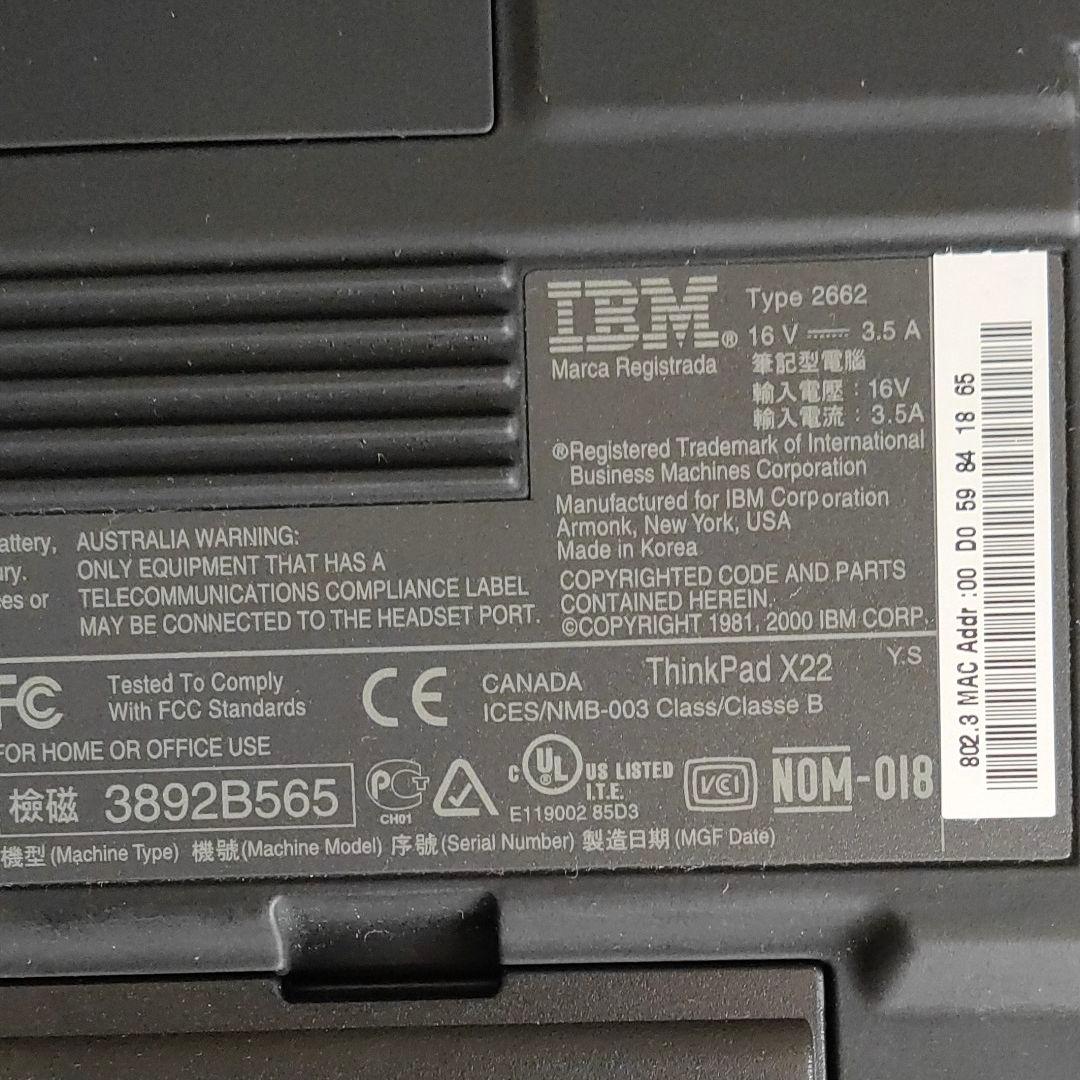 IBM®
Marca Registrada
Type 2662
16 V 3.5 A
筆記型電腦
輸入電壓：16V
輸入電流：3.5A
®Registered Trademark of International
Business Machines Corporation
Manufactured for IBM Corporation
Armonk, New York, USA
Made in Korea
COPYRIGHTED CODE AND PARTS
CONTAINED HEREIN.
©COPYRIGHT 1981, 2000 IBM CORP.
attery,
ury.
es or
AUSTRALIA WARNING:
ONLY EQUIPMENT THAT HAS A
TELECOMMUNICATIONS COMPLIANCE LABEL
MAY BE CONNECTED TO THE HEADSET PORT.
FC
Tested To Comply
With FCC Standards
FOR HOME OR OFFICE USE
CE
CANADA
ICES/NMB-003 Class/Classe B
ThinkPad X22
Y.S
檢磁 3892B565
PCT
CH01
C UL US LISTED
I.T.E.
E119002 85D3
VCI
NOM-018
機型 (Machine Type) 機號(Machine Model) 序號(Serial Number) 製造日期 (MGF Date)
802.3 MAC Addr :00 D0 59 84 18 65